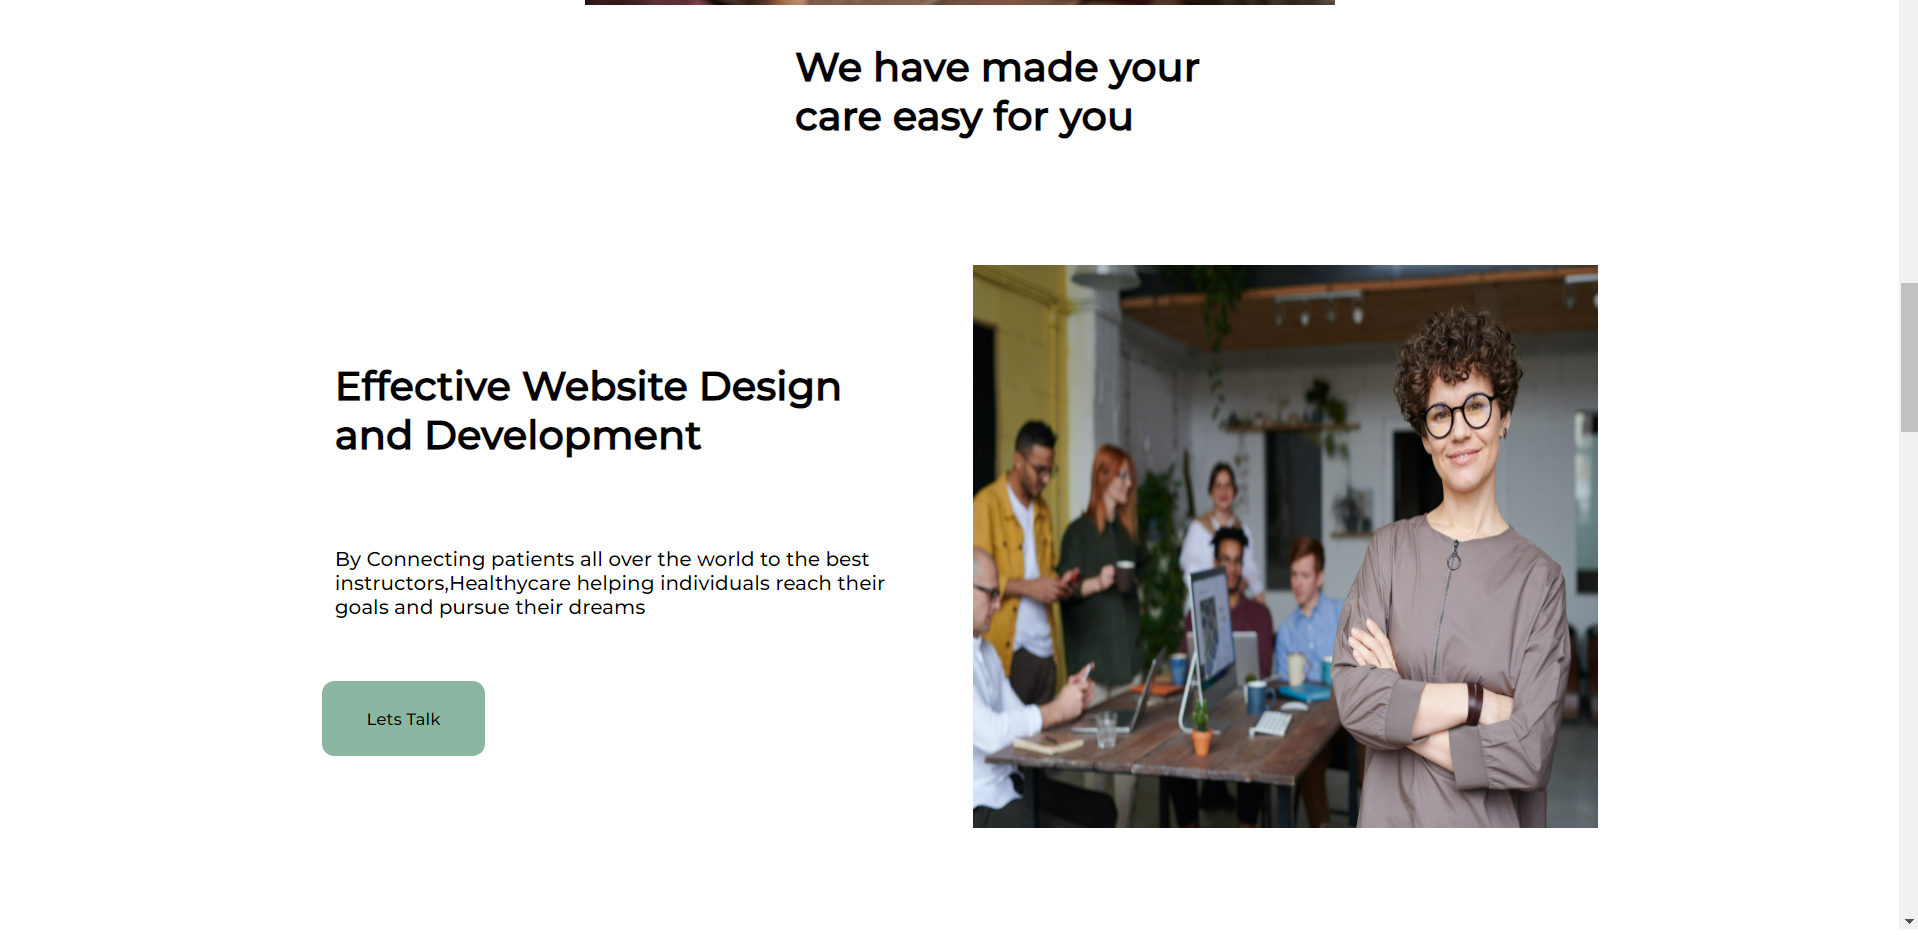 We have made your
care easy for you
Effective Website Design
and Development
By Connecting patients all over the world to the best
instructors,Healthycare helping individuals reach their
goals and pursue their dreams
Lets Talk